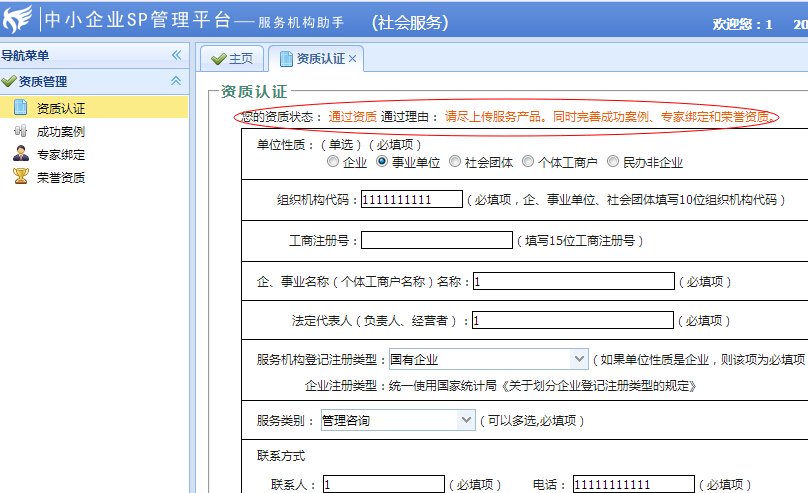 中小企业SP管理平台——服务机构助手 （社会服务）
欢迎您：1 20
导航菜单
主页 资质认证
资质管理
资质认证
成功案例
专家绑定
荣誉资质
资质认证
您的资质状态： 通过资质 通过理由： 请尽上传服务产品。同时完善成功案例、专家绑定和荣誉资质。
单位性质：（单选）（必填项）
企业 事业单位 社会团体 个体工商户 民办非企业
组织机构代码：1111111111（必填项，企、事业单位、社会团体填写10位组织机构代码）
工商注册号：（填写15位工商注册号）
企、事业名称（个体工商户名称）名称：1（必填项）
法定代表人（负责人、经营者）：1（必填项）
服务机构登记注册类型：国有企业（如果单位性质是企业，则该项为必填项
企业注册类型：统一使用国家统计局《关于划分企业登记注册类型的规定》
服务类别：管理咨询（可以多选,必填项）
联系方式
联系人：1（必填项） 电话：11111111111（必填项）